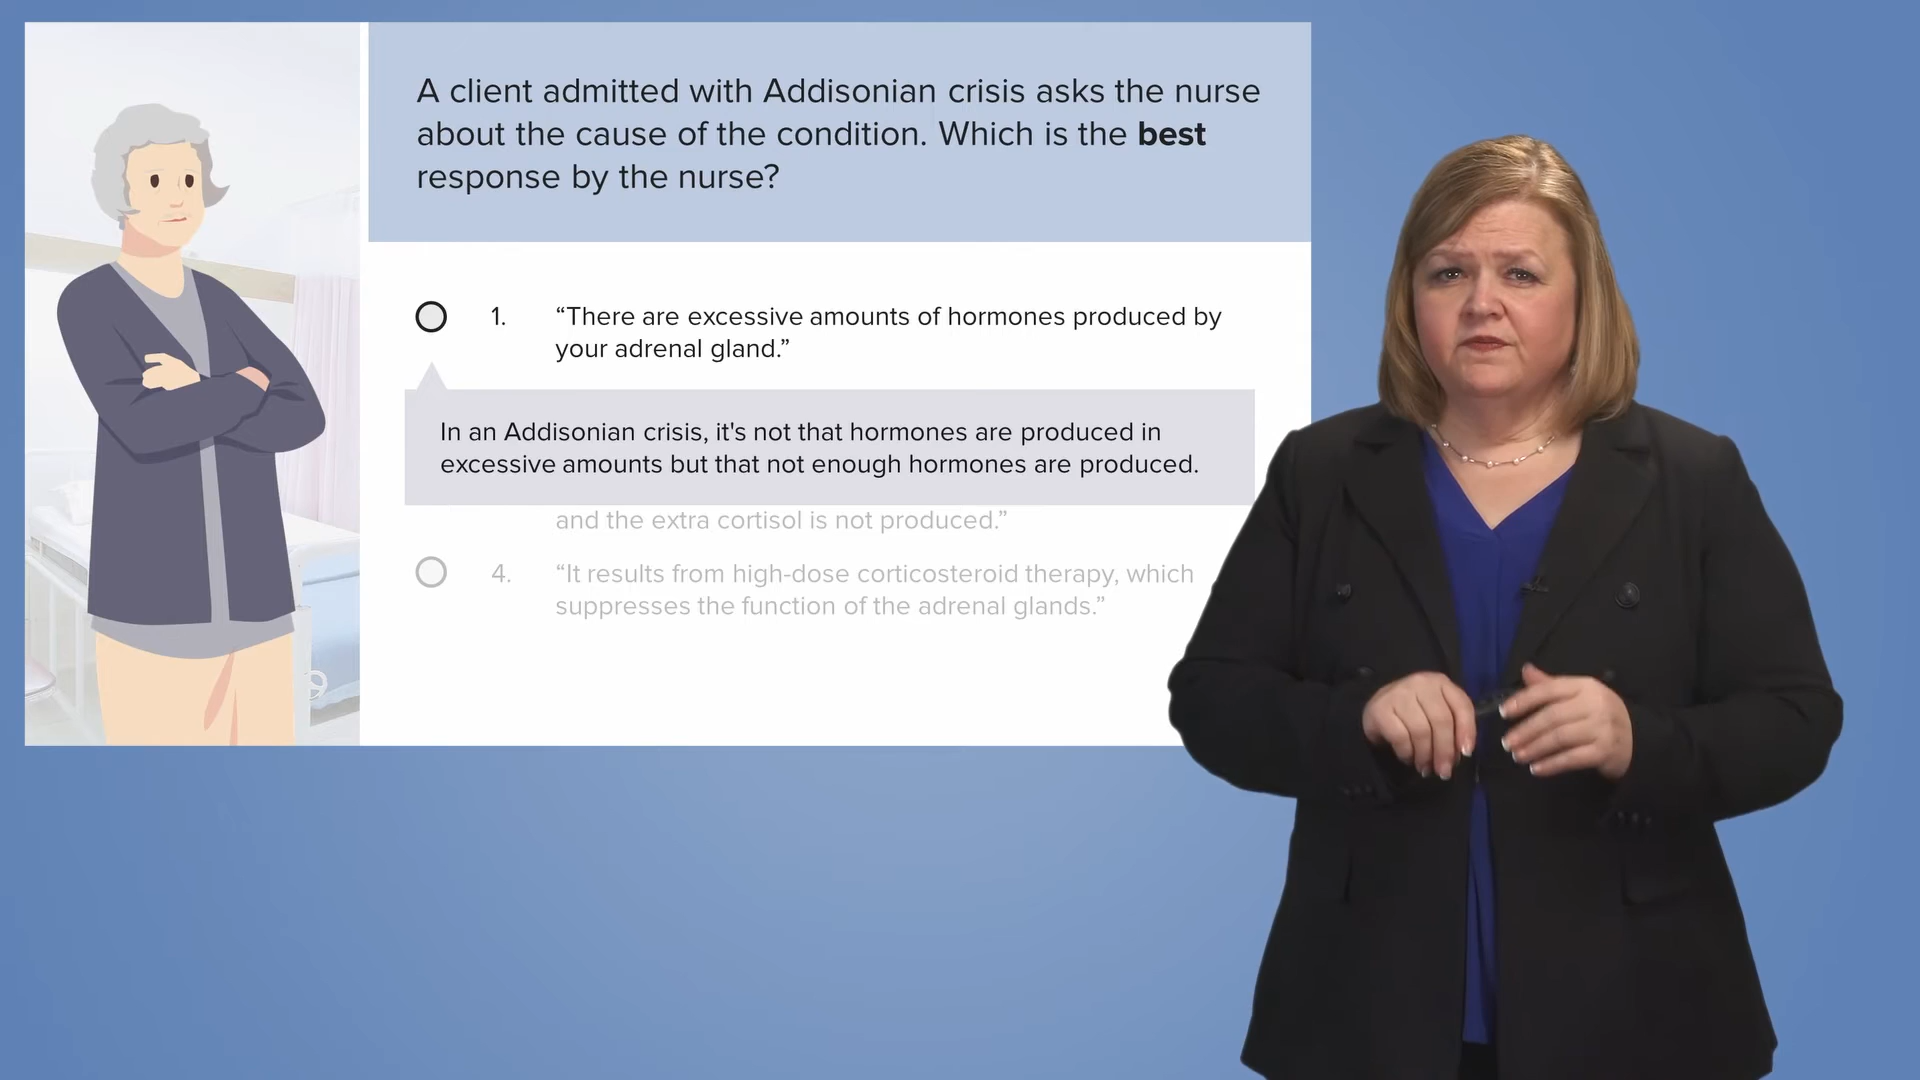 A client admitted with Addisonian crisis asks the nurse
about the cause of the condition. Which is the best
response by the nurse?
1. “There are excessive amounts of hormones produced by
your adrenal gland.”
In an Addisonian crisis, it's not that hormones are produced in
excessive amounts but that not enough hormones are produced.
and the extra cortisol is not produced.”
4. “It results from high-dose corticosteroid therapy, which
suppresses the function of the adrenal glands.”